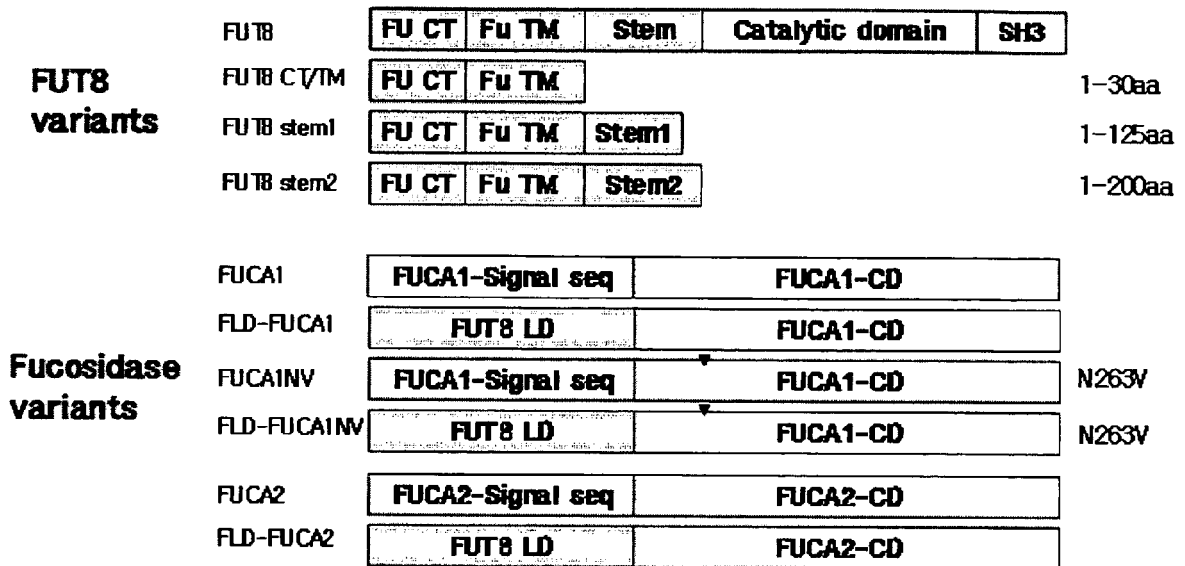 FUT8 FU CT Fu TM Stem Catalytic domain SH3
FUT8 variants
FUT8 CT/TM FU CT Fu TM 1-30aa
FUT8 stem1 FU CT Fu TM Stem1 1-125aa
FUT8 stem2 FU CT Fu TM Stem2 1-200aa
Fucosidase variants
FUCA1 FUCA1-Signal seq FUCA1-CD
FLD-FUCA1 FUT8 LD FUCA1-CD
FUCA1NV FUCA1-Signal seq FUCA1-CD N263V
FLD-FUCA1NV FUT8 LD FUCA1-CD N263V
FUCA2 FUCA2-Signal seq FUCA2-CD
FLD-FUCA2 FUT8 LD FUCA2-CD